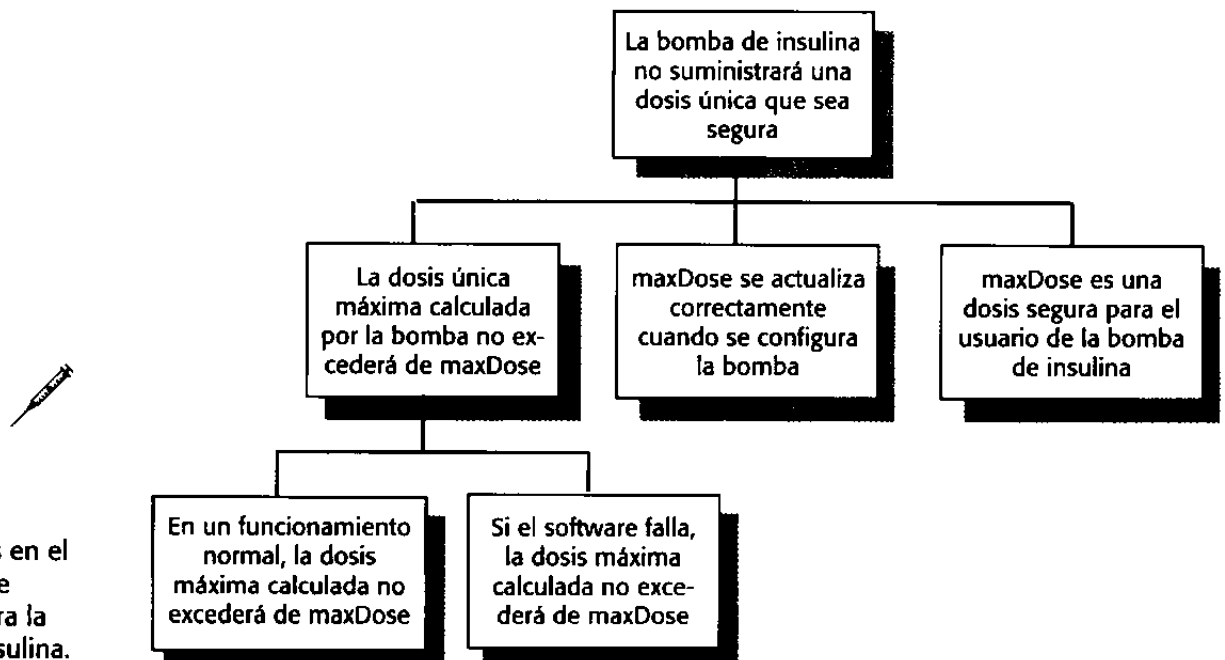 La bomba de insulina
no suministrará una
dosis única que sea
segura
La dosis única
máxima calculada
por la bomba no ex-
cederá de maxDose
maxDose se actualiza
correctamente
cuando se configura
la bomba
maxDose es una
dosis segura para el
usuario de la bomba
de insulina
En un funcionamiento
normal, la dosis
máxima calculada no
excederá de maxDose
Si el software falla,
la dosis máxima
calculada no exce-
derá de maxDose
en el
la